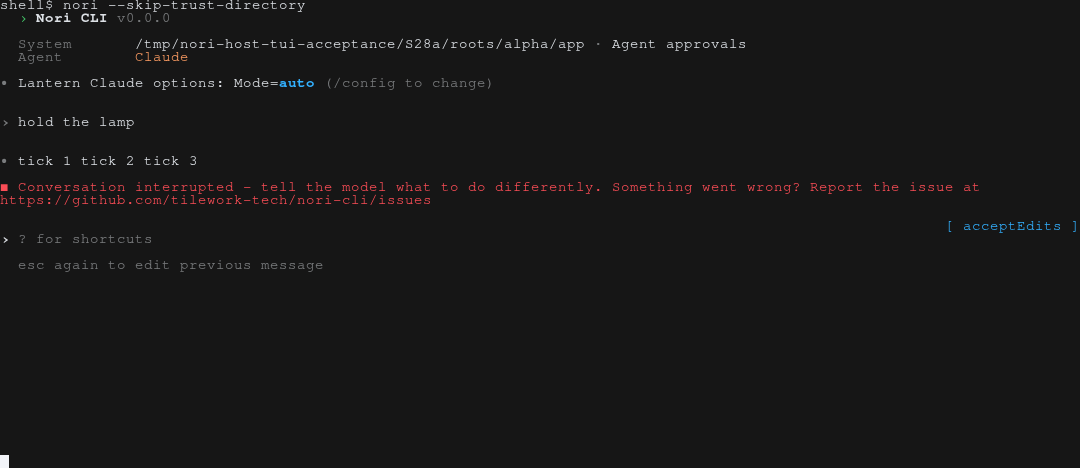 shell$ nori --skip-trust-directory
› Nori CLI v0.0.0
System /tmp/nori-host-tui-acceptance/S28a/roots/alpha/app · Agent approvals
Agent Claude
• Lantern Claude options: Mode=auto (/config to change)
› hold the lamp
• tick 1 tick 2 tick 3
■ Conversation interrupted - tell the model what to do differently. Something went wrong? Report the issue at
https://github.com/tilework-tech/nori-cli/issues
[ acceptEdits ]
› ? for shortcuts
esc again to edit previous message